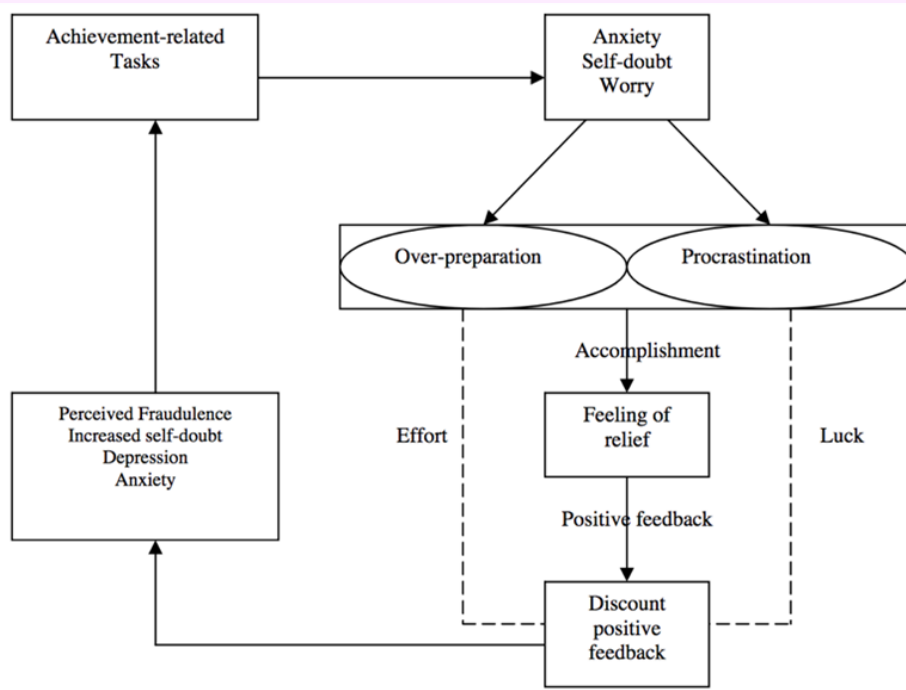 Achievement-related
Tasks
Anxiety
Self-doubt
Worry
Over-preparation
Procrastination
Accomplishment
Perceived Fraudulence
Increased self-doubt
Depression
Anxiety
Effort
Feeling of
relief
Luck
Positive feedback
Discount
positive
feedback